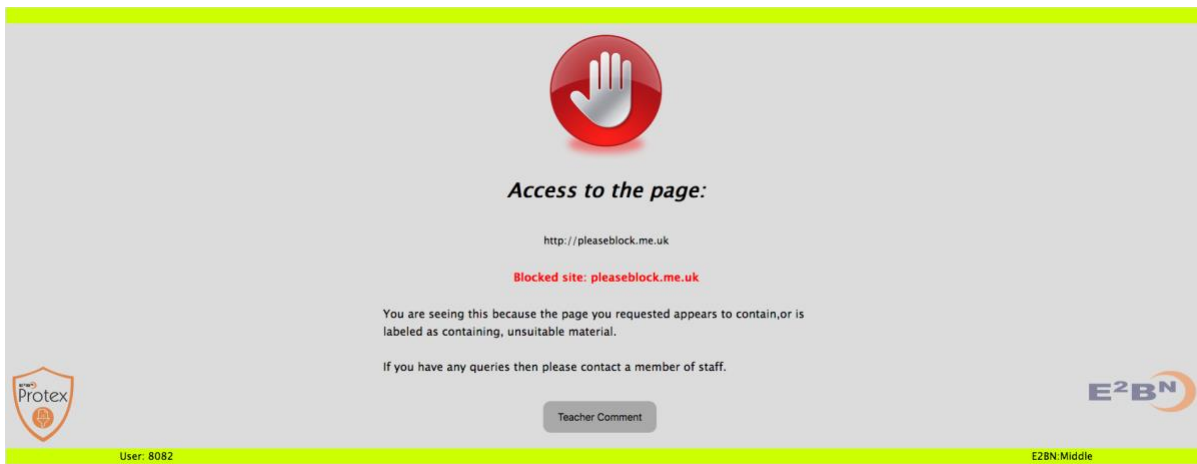 Access to the page:
http://pleaseblock.me.uk
Blocked site: pleaseblock.me.uk
You are seeing this because the page you requested appears to contain,or is
labeled as containing, unsuitable material.
If you have any queries then please contact a member of staff.
E²BN
Protex
E²BN
Teacher Comment
User: 8082
E2BN:Middle